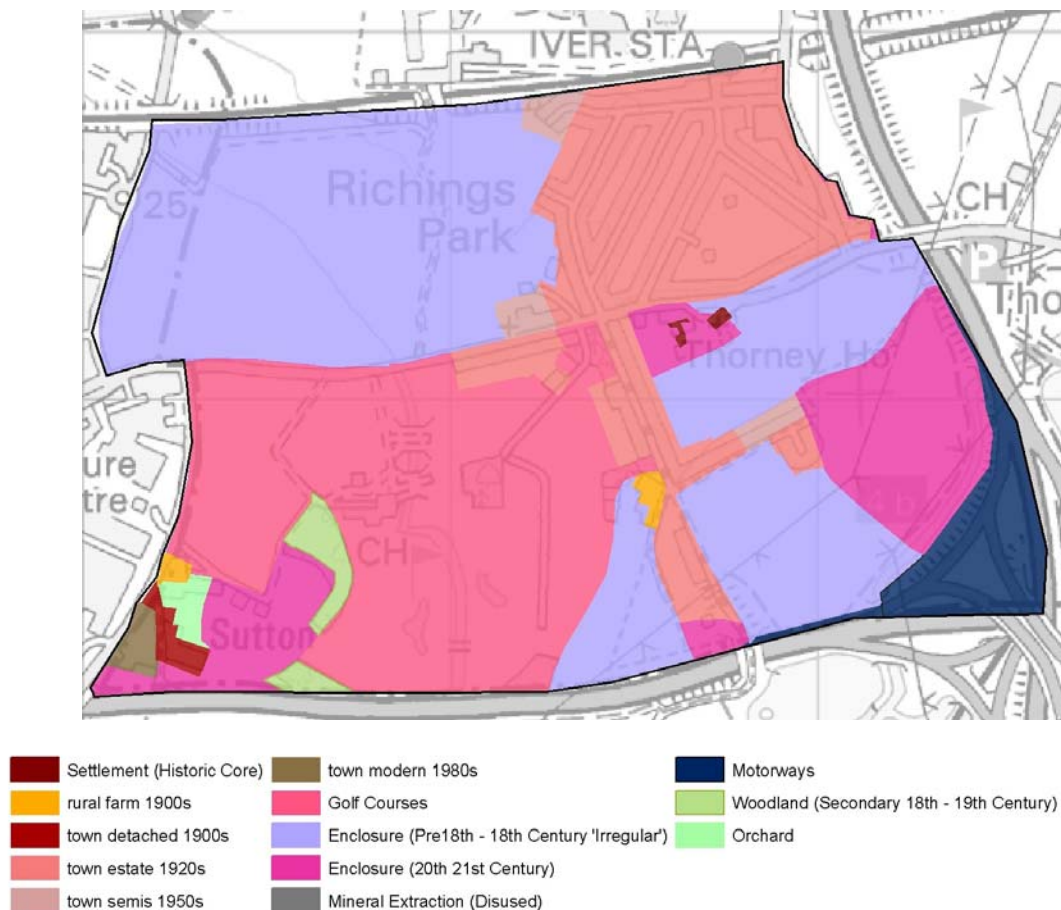 IVER STA
25
Richings
Park
CH
P
Tho
Thorney Ho
ure
tre
4b
CH
Sutton
Settlement (Historic Core)
rural farm 1900s
town detached 1900s
town estate 1920s
town semis 1950s
town modern 1980s
Golf Courses
Enclosure (Pre18th - 18th Century 'Irregular')
Enclosure (20th 21st Century)
Mineral Extraction (Disused)
Motorways
Woodland (Secondary 18th - 19th Century)
Orchard